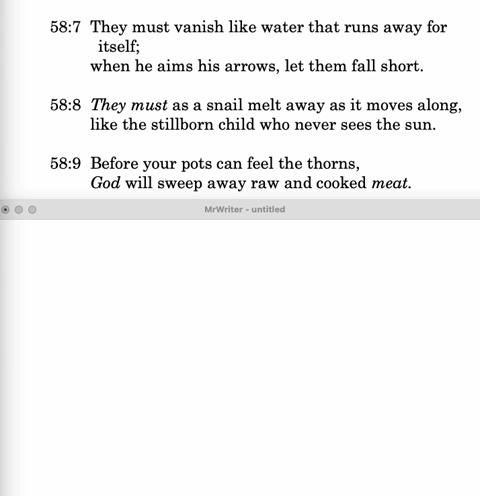 58:7 They must vanish like water that runs away for
itself;
when he aims his arrows, let them fall short.
58:8 They must as a snail melt away as it moves along,
like the stillborn child who never sees the sun.
58:9 Before your pots can feel the thorns,
God will sweep away raw and cooked meat.
MrWriter - untitled